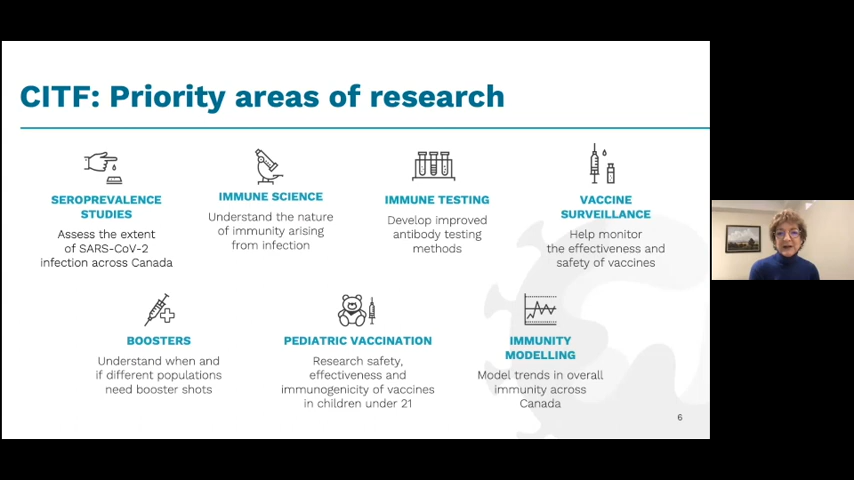 CITF: Priority areas of research
SEROPREVALENCE
STUDIES
Assess the extent
of SARS-CoV-2
infection across Canada
IMMUNE SCIENCE
Understand the nature
of immunity arising
from infection
IMMUNE TESTING
Develop improved
antibody testing
methods
VACCINE
SURVEILLANCE
Help monitor
the effectiveness and
safety of vaccines
BOOSTERS
Understand when and
if different populations
need booster shots
PEDIATRIC VACCINATION
Research safety,
effectiveness and
immunogenicity of vaccines
in children under 21
IMMUNITY
MODELLING
Model trends in overall
immunity across
Canada
6